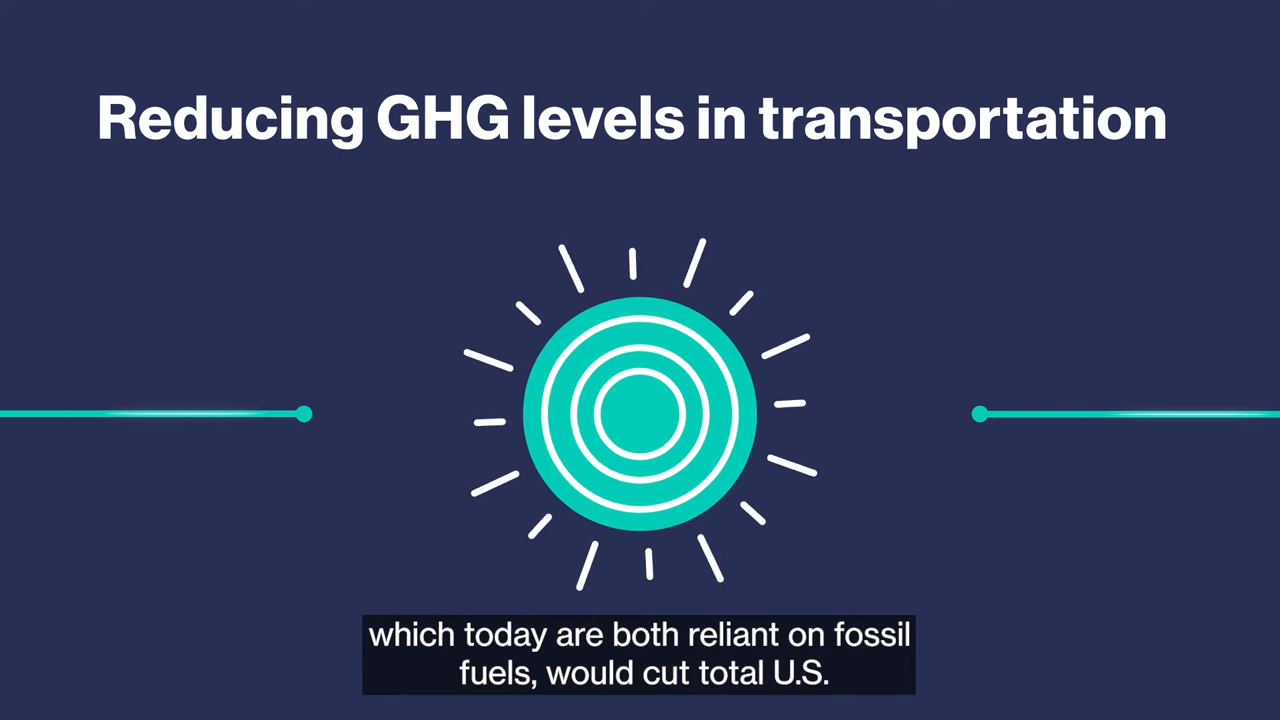 Reducing GHG levels in transportation
which today are both reliant on fossil
fuels, would cut total U.S.